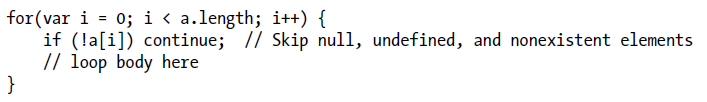 for(var i = 0; i < a.length; i++) {
    if (!a[i]) continue;  // Skip null, undefined, and nonexistent elements
    // loop body here
}